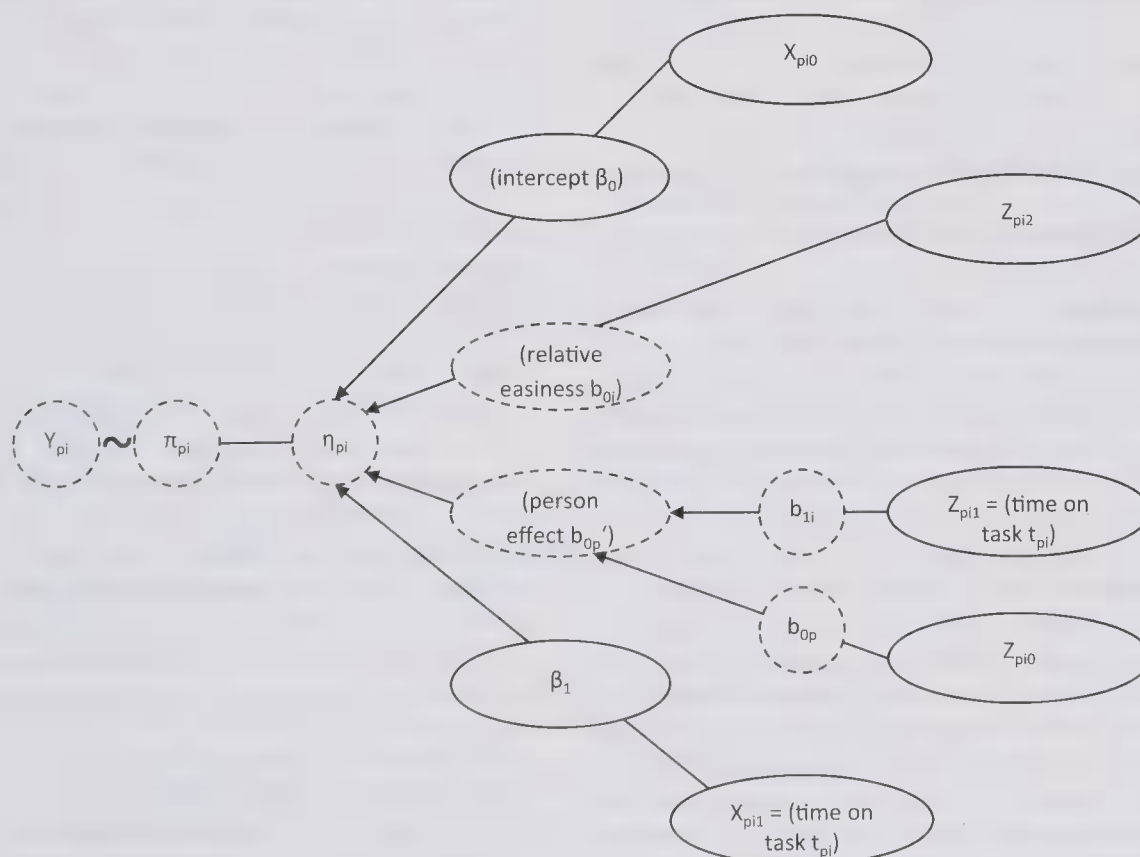 X_pi0
(intercept β_0)
Z_pi2
(relative
easiness b_0i)
Y_pi ~ π_pi
η_pi
(person
effect b_0p′)
b_1i
Z_pi1 = (time on
task t_pi)
b_0p
Z_pi0
β_1
X_pi1 = (time on
task t_pi)